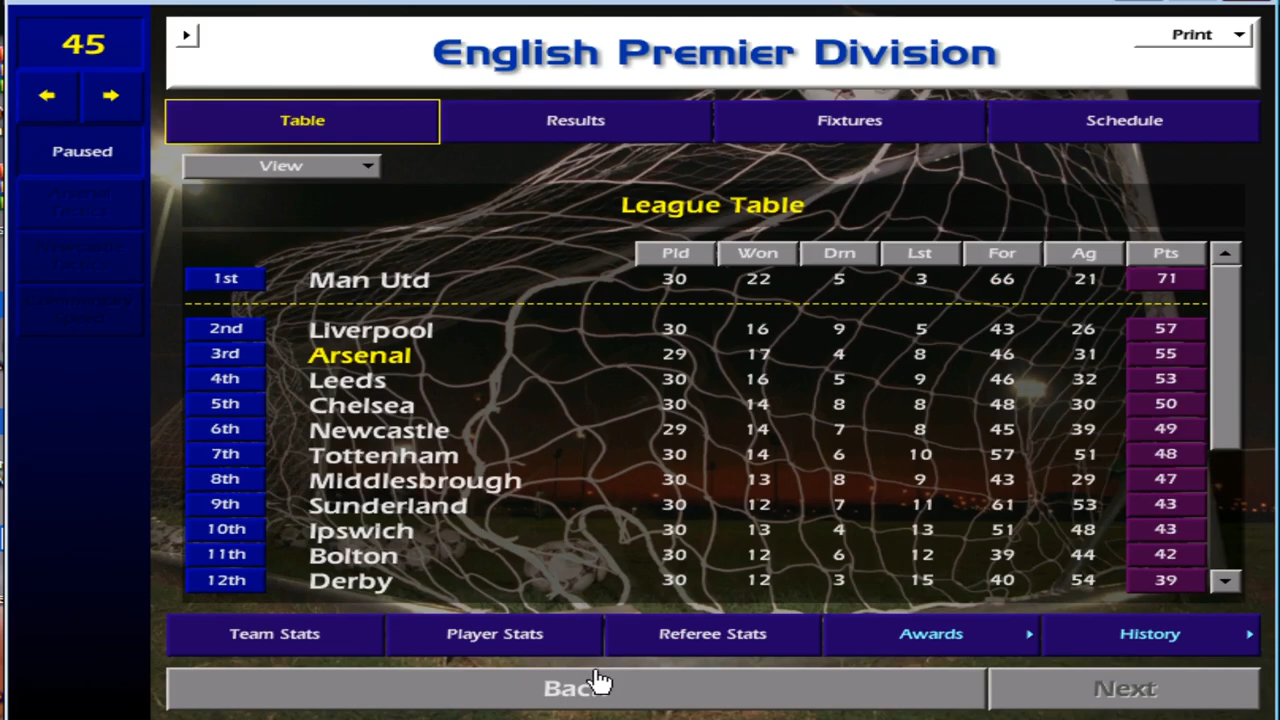 45
Print
English Premier Division
Paused
Table Results Fixtures Schedule
View
League Table
Pld Won Drn Lst For Ag Pts
1st Man Utd 30 22 5 3 66 21 71
2nd Liverpool 30 16 9 5 43 26 57
3rd Arsenal 29 17 4 8 46 31 55
4th Leeds 30 16 5 9 46 32 53
5th Chelsea 30 14 8 8 48 30 50
6th Newcastle 29 14 7 8 45 39 49
7th Tottenham 30 14 6 10 57 51 48
8th Middlesbrough 30 13 8 9 43 29 47
9th Sunderland 30 12 7 11 61 53 43
10th Ipswich 30 13 4 13 51 48 43
11th Bolton 30 12 6 12 39 44 42
12th Derby 30 12 3 15 40 54 39
Team Stats Player Stats Referee Stats Awards History
Back Next